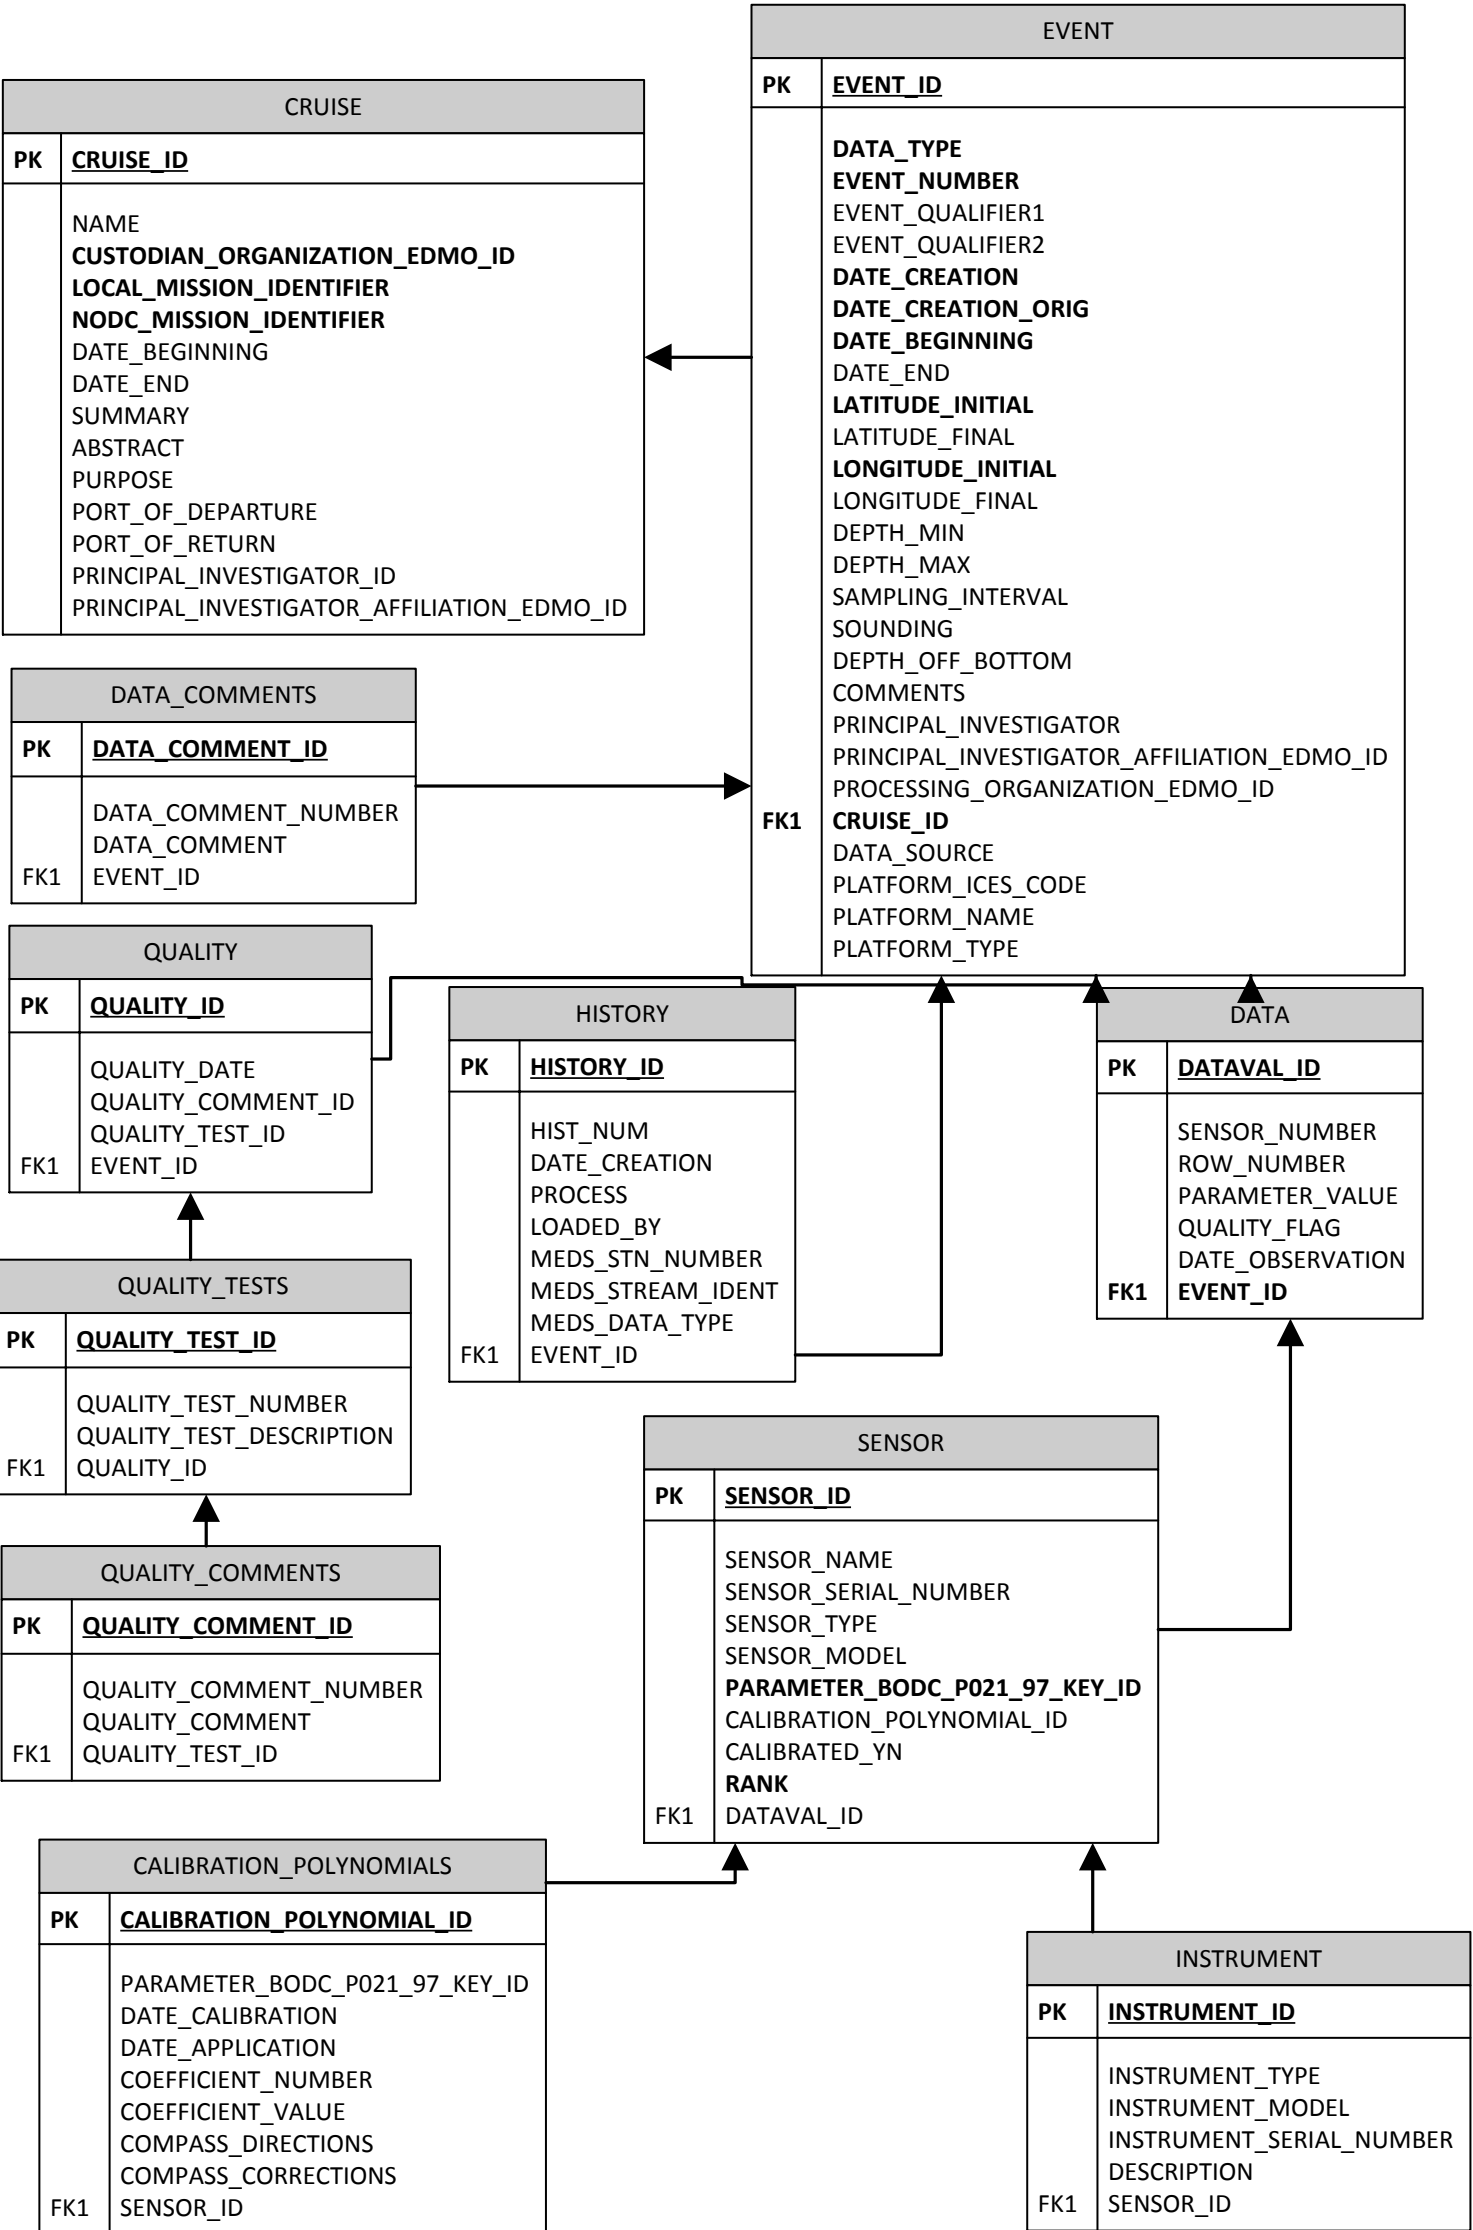 EVENT
PK EVENT_ID
DATA_TYPE
EVENT_NUMBER
EVENT_QUALIFIER1
EVENT_QUALIFIER2
DATE_CREATION
DATE_CREATION_ORIG
DATE_BEGINNING
DATE_END
LATITUDE_INITIAL
LATITUDE_FINAL
LONGITUDE_INITIAL
LONGITUDE_FINAL
DEPTH_MIN
DEPTH_MAX
SAMPLING_INTERVAL
SOUNDING
DEPTH_OFF_BOTTOM
COMMENTS
PRINCIPAL_INVESTIGATOR
PRINCIPAL_INVESTIGATOR_AFFILIATION_EDMO_ID
PROCESSING_ORGANIZATION_EDMO_ID
FK1 CRUISE_ID
DATA_SOURCE
PLATFORM_ICES_CODE
PLATFORM_NAME
PLATFORM_TYPE
CRUISE
PK CRUISE_ID
NAME
CUSTODIAN_ORGANIZATION_EDMO_ID
LOCAL_MISSION_IDENTIFIER
NODC_MISSION_IDENTIFIER
DATE_BEGINNING
DATE_END
SUMMARY
ABSTRACT
PURPOSE
PORT_OF_DEPARTURE
PORT_OF_RETURN
PRINCIPAL_INVESTIGATOR_ID
PRINCIPAL_INVESTIGATOR_AFFILIATION_EDMO_ID
DATA_COMMENTS
PK DATA_COMMENT_ID
DATA_COMMENT_NUMBER
DATA_COMMENT
FK1 EVENT_ID
QUALITY
PK QUALITY_ID
QUALITY_DATE
QUALITY_COMMENT_ID
QUALITY_TEST_ID
FK1 EVENT_ID
HISTORY
PK HISTORY_ID
HIST_NUM
DATE_CREATION
PROCESS
LOADED_BY
MEDS_STN_NUMBER
MEDS_STREAM_IDENT
MEDS_DATA_TYPE
FK1 EVENT_ID
DATA
PK DATAVAL_ID
SENSOR_NUMBER
ROW_NUMBER
PARAMETER_VALUE
QUALITY_FLAG
DATE_OBSERVATION
FK1 EVENT_ID
QUALITY_TESTS
PK QUALITY_TEST_ID
QUALITY_TEST_NUMBER
QUALITY_TEST_DESCRIPTION
FK1 QUALITY_ID
SENSOR
PK SENSOR_ID
SENSOR_NAME
SENSOR_SERIAL_NUMBER
SENSOR_TYPE
SENSOR_MODEL
PARAMETER_BODC_P021_97_KEY_ID
CALIBRATION_POLYNOMIAL_ID
CALIBRATED_YN
RANK
FK1 DATAVAL_ID
QUALITY_COMMENTS
PK QUALITY_COMMENT_ID
QUALITY_COMMENT_NUMBER
QUALITY_COMMENT
FK1 QUALITY_TEST_ID
CALIBRATION_POLYNOMIALS
PK CALIBRATION_POLYNOMIAL_ID
PARAMETER_BODC_P021_97_KEY_ID
DATE_CALIBRATION
DATE_APPLICATION
COEFFICIENT_NUMBER
COEFFICIENT_VALUE
COMPASS_DIRECTIONS
COMPASS_CORRECTIONS
FK1 SENSOR_ID
INSTRUMENT
PK INSTRUMENT_ID
INSTRUMENT_TYPE
INSTRUMENT_MODEL
INSTRUMENT_SERIAL_NUMBER
DESCRIPTION
FK1 SENSOR_ID